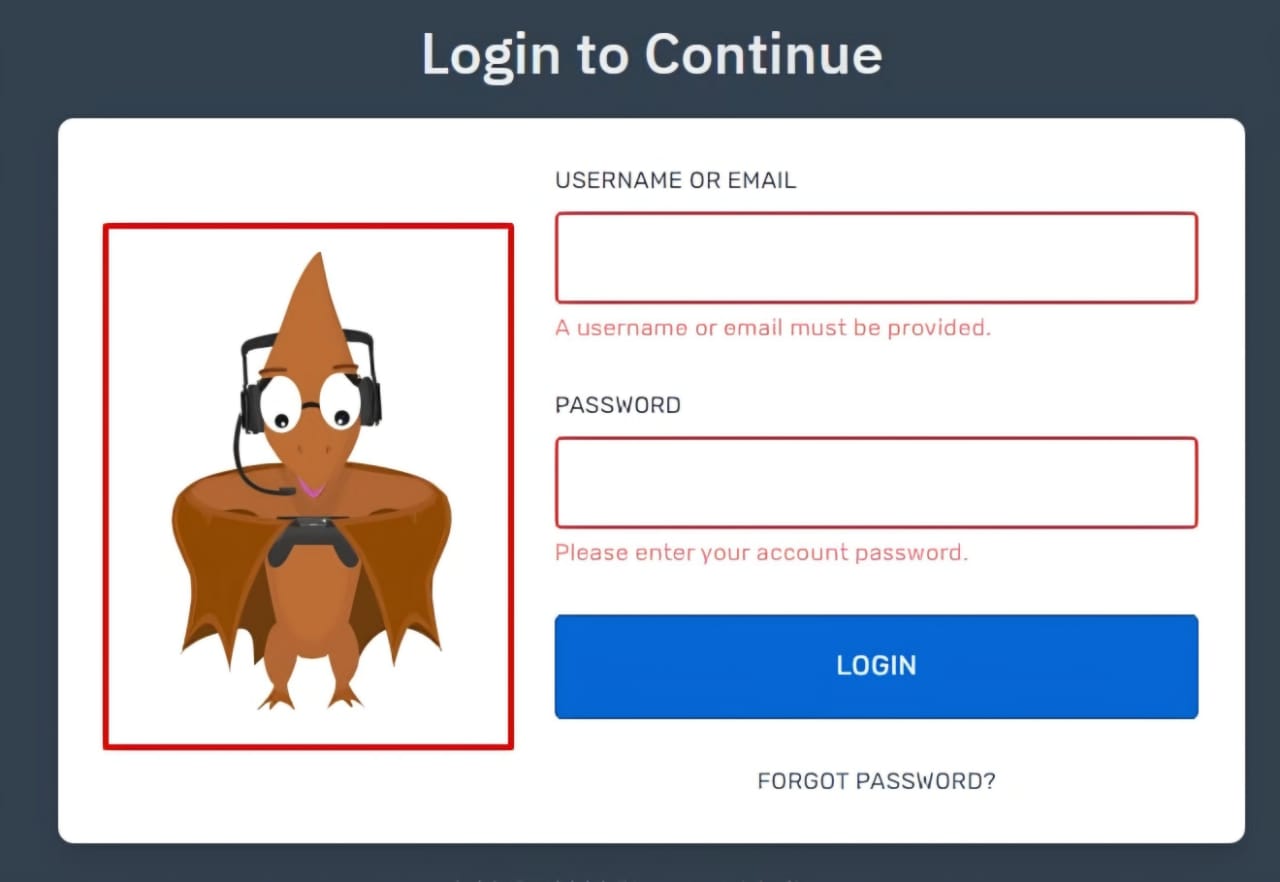 Login to Continue
USERNAME OR EMAIL
A username or email must be provided.
PASSWORD
Please enter your account password.
LOGIN
FORGOT PASSWORD?